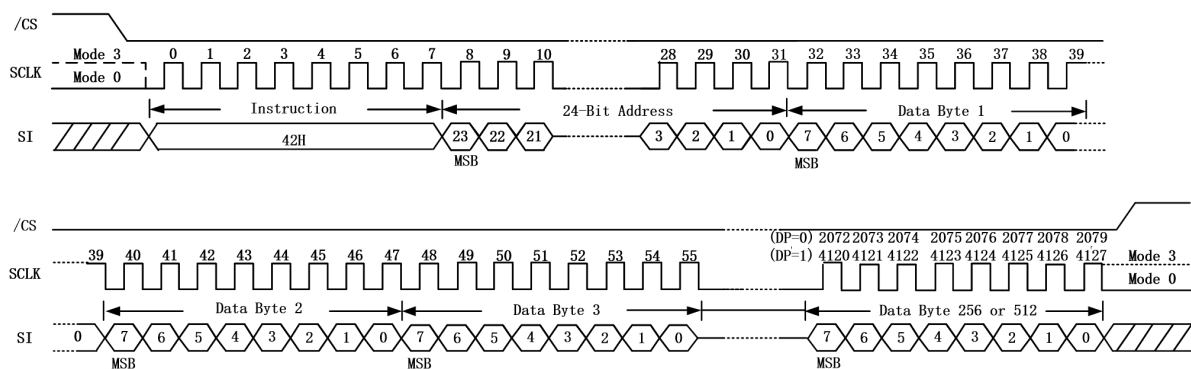 /CS
Mode 3 0 1 2 3 4 5 6 7 8 9 10 28 29 30 31 32 33 34 35 36 37 38 39
SCLK
Mode 0
Instruction 24-Bit Address Data Byte 1
SI 42H 23 22 21 3 2 1 0 7 6 5 4 3 2 1 0
MSB MSB
/CS
(DP=0) 2072 2073 2074 2075 2076 2077 2078 2079
39 40 41 42 43 44 45 46 47 48 49 50 51 52 53 54 55 (DP=1) 4120 4121 4122 4123 4124 4125 4126 4127 Mode 3
SCLK
Mode 0
Data Byte 2 Data Byte 3 Data Byte 256 or 512
SI 0 7 6 5 4 3 2 1 0 7 6 5 4 3 2 1 0 7 6 5 4 3 2 1 0
MSB MSB MSB